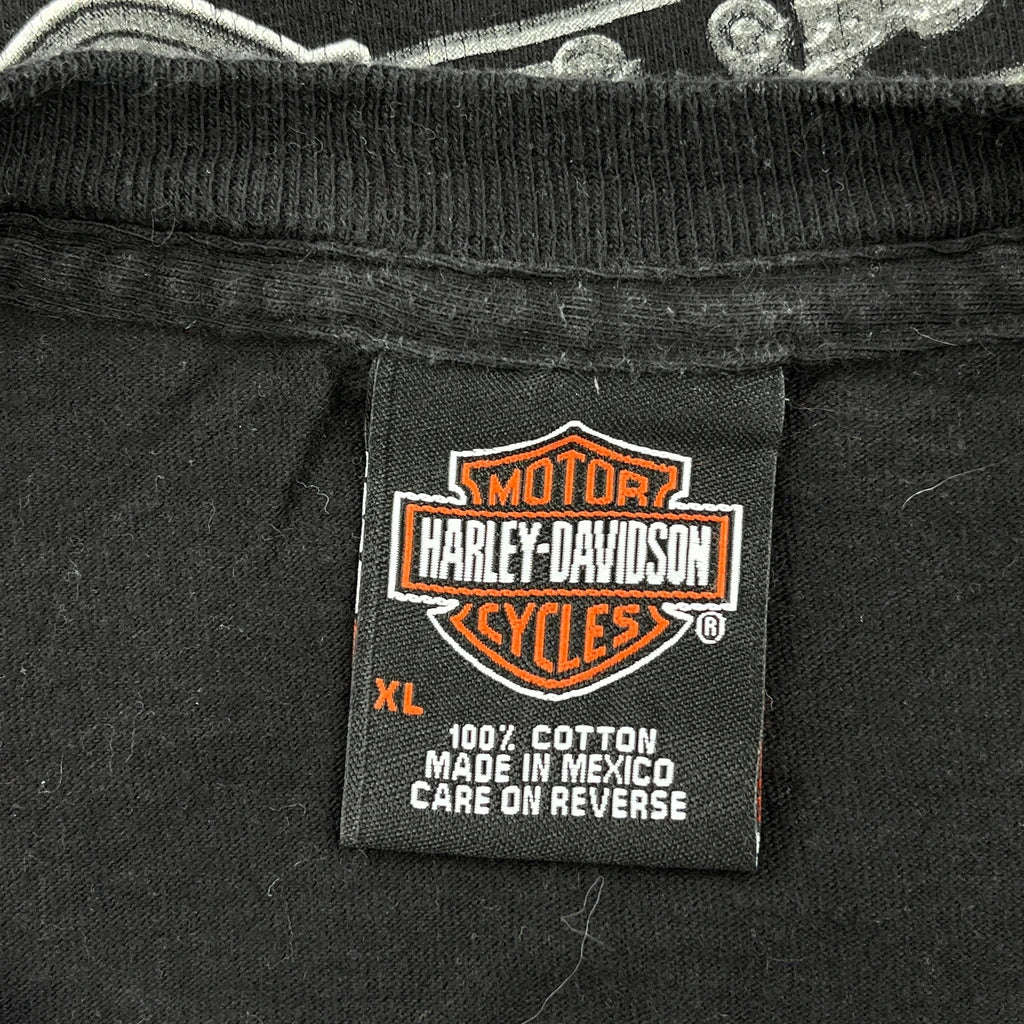 MOTOR
HARLEY-DAVIDSON
CYCLES
®
XL
100% COTTON
MADE IN MEXICO
CARE ON REVERSE